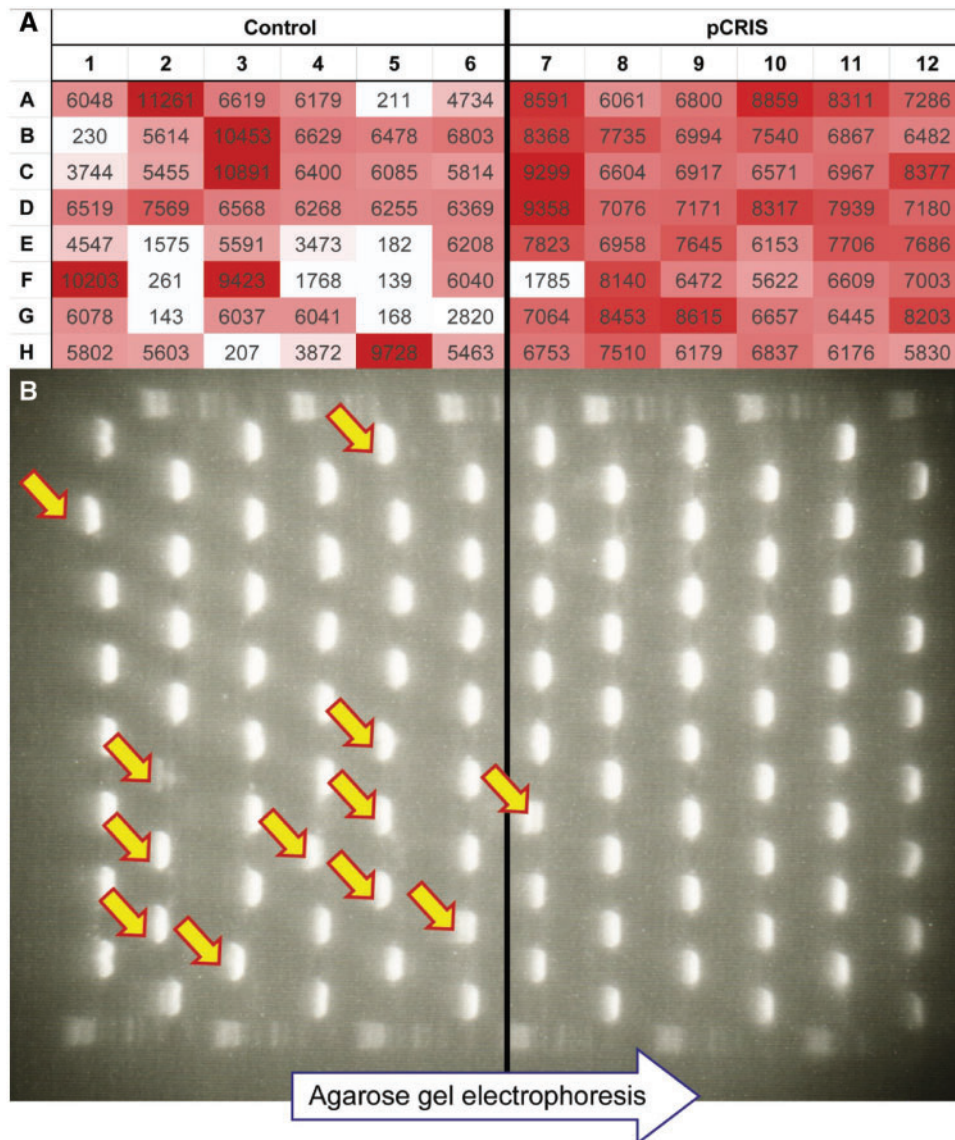 A Control pCRIS
1 2 3 4 5 6 7 8 9 10 11 12
A 6048 11261 6619 6179 211 4734 8591 6061 6800 8859 8311 7286
B 230 5614 10453 6629 6478 6803 8368 7735 6994 7540 6867 6482
C 3744 5455 10891 6400 6085 5814 9299 6604 6917 6571 6967 8377
D 6519 7569 6568 6268 6255 6369 9358 7076 7171 8317 7939 7180
E 4547 1575 5591 3473 182 6208 7823 6958 7645 6153 7706 7686
F 10203 261 9423 1768 139 6040 1785 8140 6472 5622 6609 7003
G 6078 143 6037 6041 168 2820 7064 8453 8615 6657 6445 8203
H 5802 5603 207 3872 9728 5463 6753 7510 6179 6837 6176 5830
B
Agarose gel electrophoresis